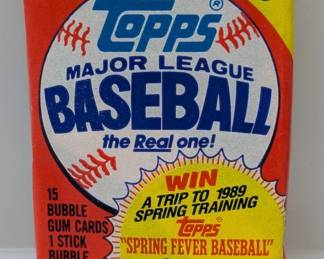 Topps®
MAJOR LEAGUE
BASEBALL
the Real one!
15
BUBBLE
GUM CARDS
1 STICK
BUBBLE
WIN
A TRIP TO 1989
SPRING TRAINING
Topps
"SPRING FEVER BASEBALL"